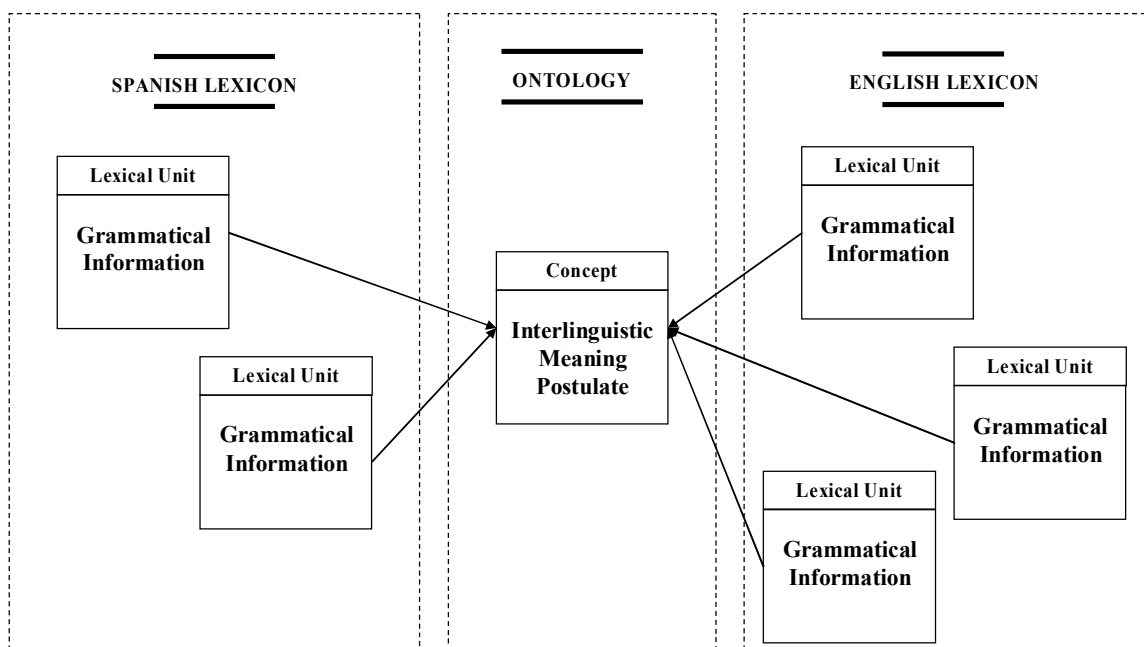 SPANISH LEXICON
Lexical Unit
Grammatical
Information
Lexical Unit
Grammatical
Information
ONTOLOGY
Concept
Interlinguistic
Meaning
Postulate
ENGLISH LEXICON
Lexical Unit
Grammatical
Information
Lexical Unit
Grammatical
Information
Lexical Unit
Grammatical
Information